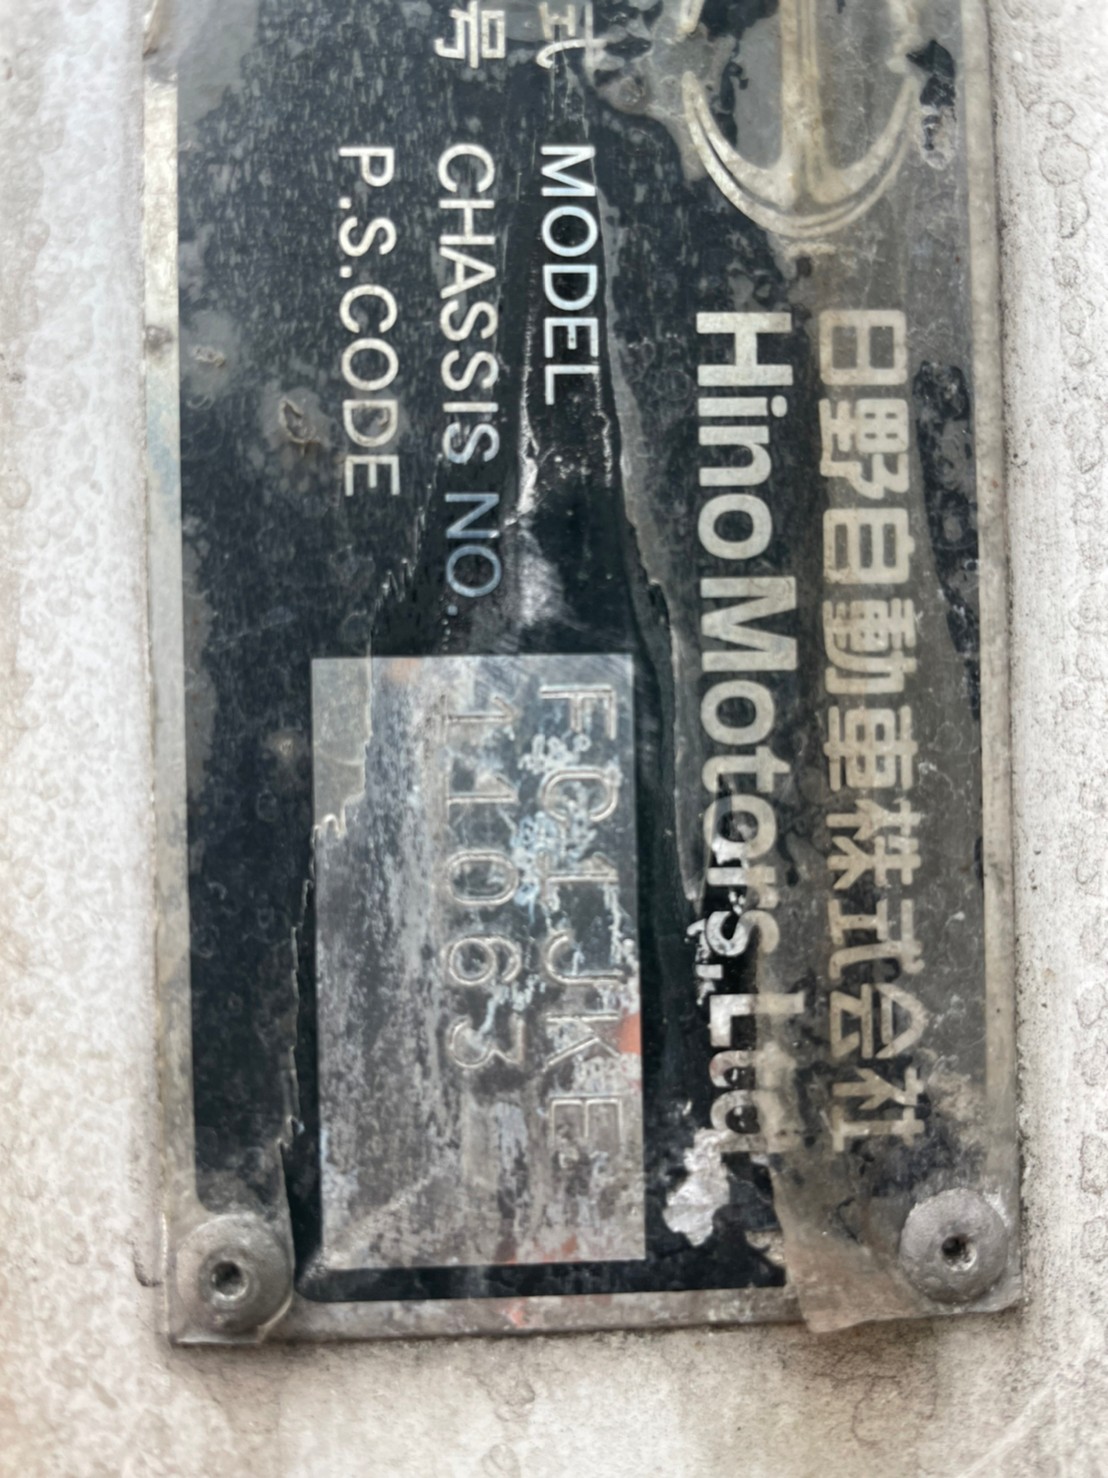 日野自動車株式会社
Hino Motors, Ltd
式 MODEL FC1JKE
号 CHASSIS NO. 11063
P.S.CODE